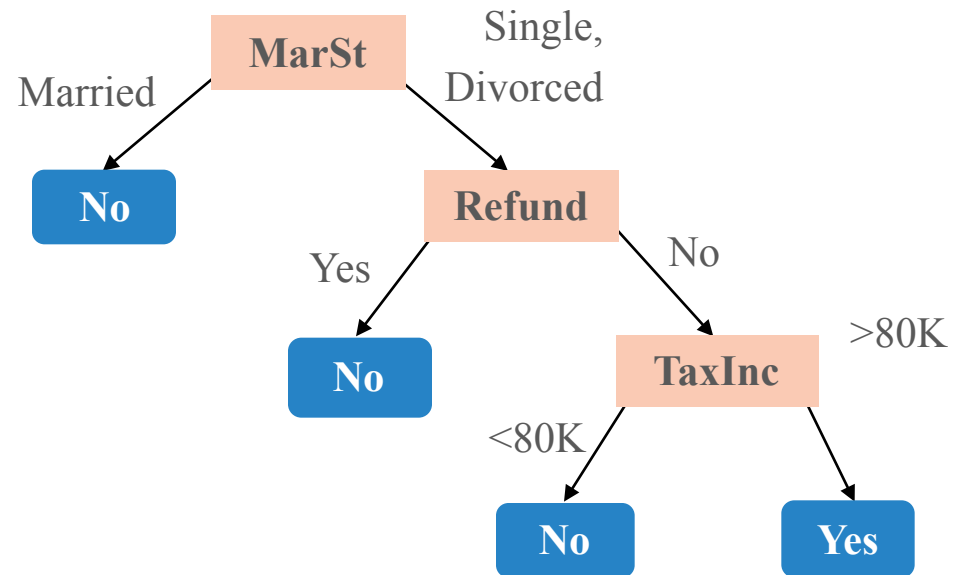 Single,
MarSt
Divorced
Married
No
Refund
Yes
No
No
>80K
TaxInc
<80K
No
Yes